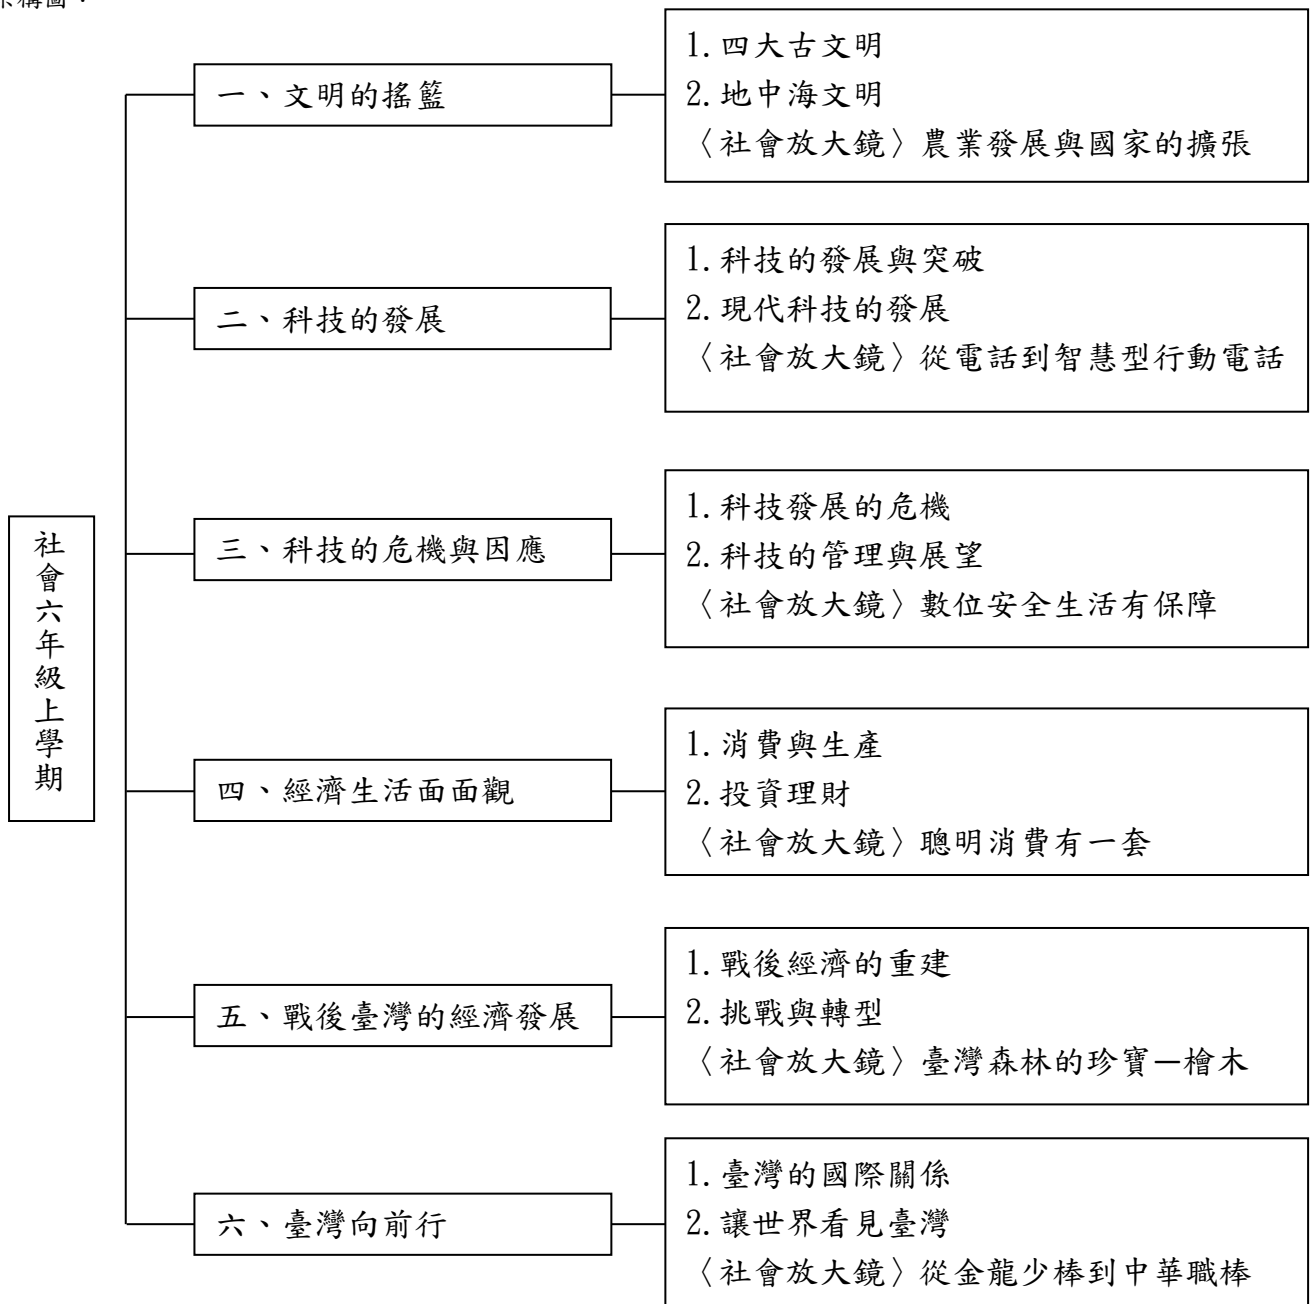 架構圖：
社會六年級上學期
一、文明的搖籃
1.四大古文明
2.地中海文明
〈社會放大鏡〉農業發展與國家的擴張
二、科技的發展
1.科技的發展與突破
2.現代科技的發展
〈社會放大鏡〉從電話到智慧型行動電話
三、科技的危機與因應
1.科技發展的危機
2.科技的管理與展望
〈社會放大鏡〉數位安全生活有保障
四、經濟生活面面觀
1.消費與生產
2.投資理財
〈社會放大鏡〉聰明消費有一套
五、戰後臺灣的經濟發展
1.戰後經濟的重建
2.挑戰與轉型
〈社會放大鏡〉臺灣森林的珍寶—檜木
六、臺灣向前行
1.臺灣的國際關係
2.讓世界看見臺灣
〈社會放大鏡〉從金龍少棒到中華職棒